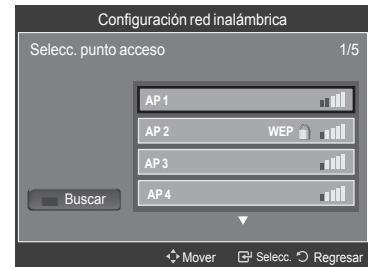 Configuración red inalámbrica
Selecc. punto acceso 1/5
AP 1
AP 2 WEP
AP 3
AP 4
Buscar
Mover Selecc. Regresar